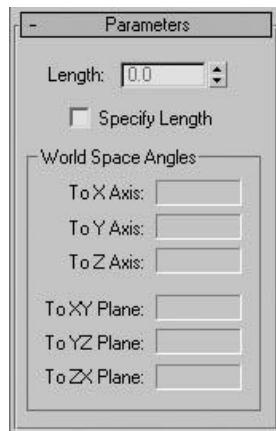 - Parameters
Length: 0.0
Specify Length
World Space Angles
To X Axis:
To Y Axis:
To Z Axis:
To XY Plane:
To YZ Plane:
To ZX Plane: